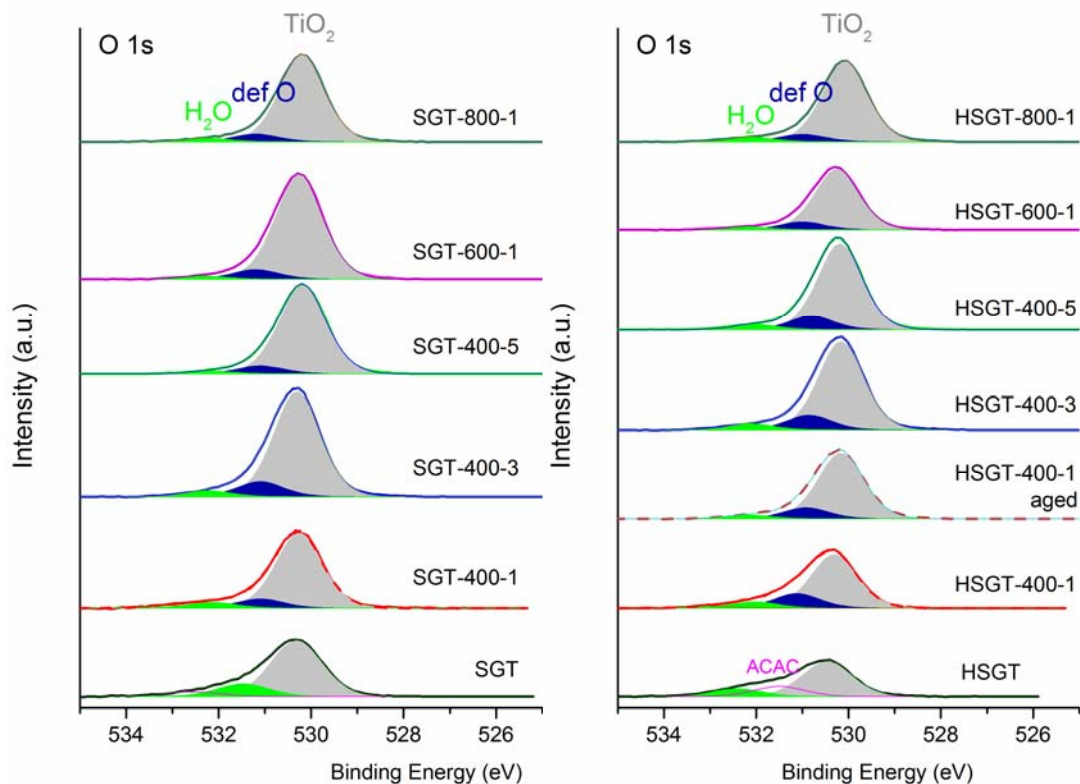 O 1s
TiO₂
H₂O
def O
SGT-800-1
SGT-600-1
SGT-400-5
SGT-400-3
SGT-400-1
SGT
Intensity (a.u.)
534 532 530 528 526
Binding Energy (eV)
O 1s
TiO₂
H₂O
def O
HSGT-800-1
HSGT-600-1
HSGT-400-5
HSGT-400-3
HSGT-400-1
aged
HSGT-400-1
ACAC
HSGT
Intensity (a.u.)
534 532 530 528 526
Binding Energy (eV)